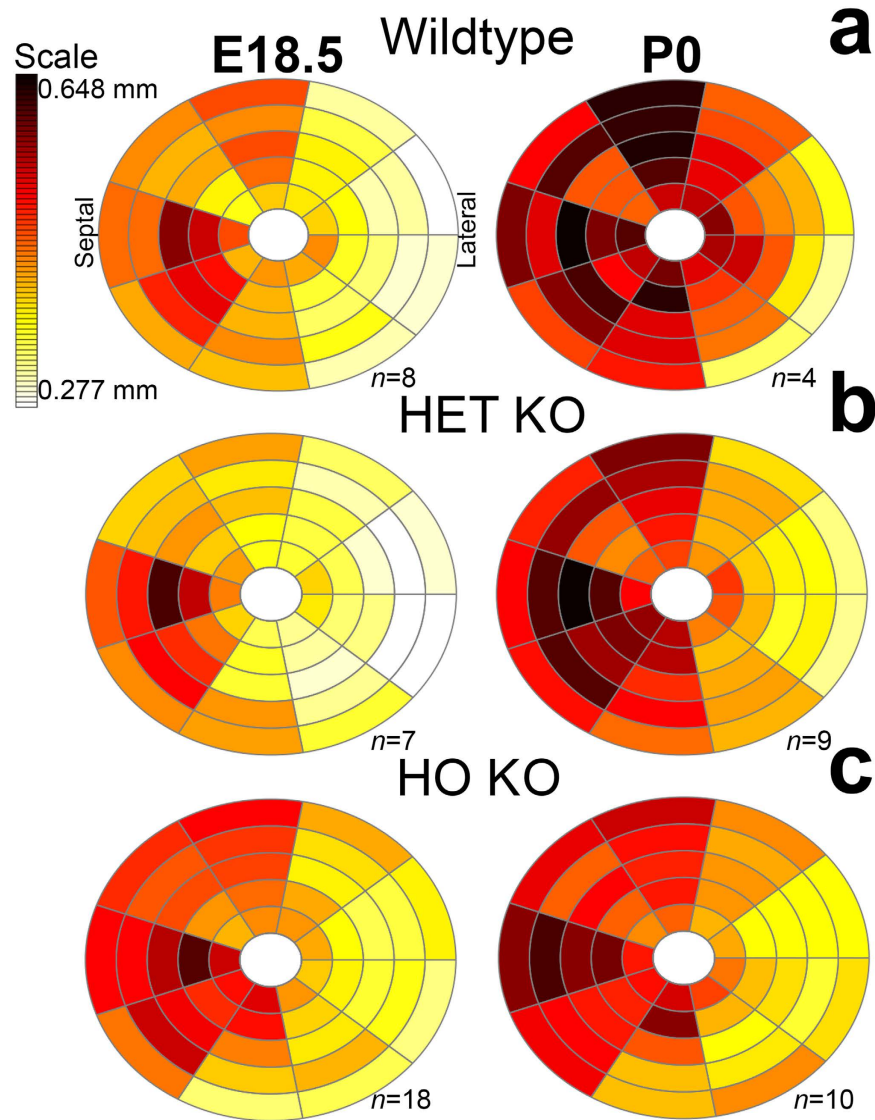 Wildtype
a
E18.5
P0
Scale
0.648 mm
0.277 mm
Septal
Lateral
n=8
n=4
b
HET KO
n=7
n=9
c
HO KO
n=18
n=10